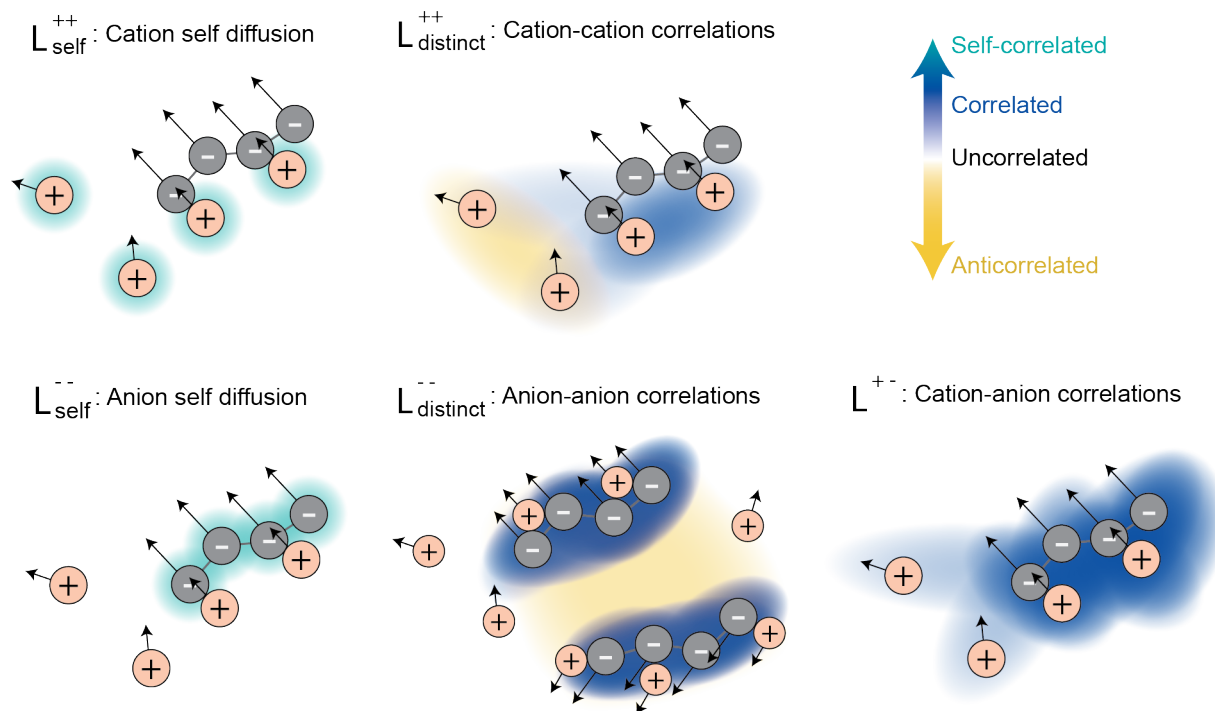 L++self : Cation self diffusion
L++distinct : Cation-cation correlations
Self-correlated
Correlated
Uncorrelated
Anticorrelated
L--self : Anion self diffusion
L--distinct : Anion-anion correlations
L+- : Cation-anion correlations